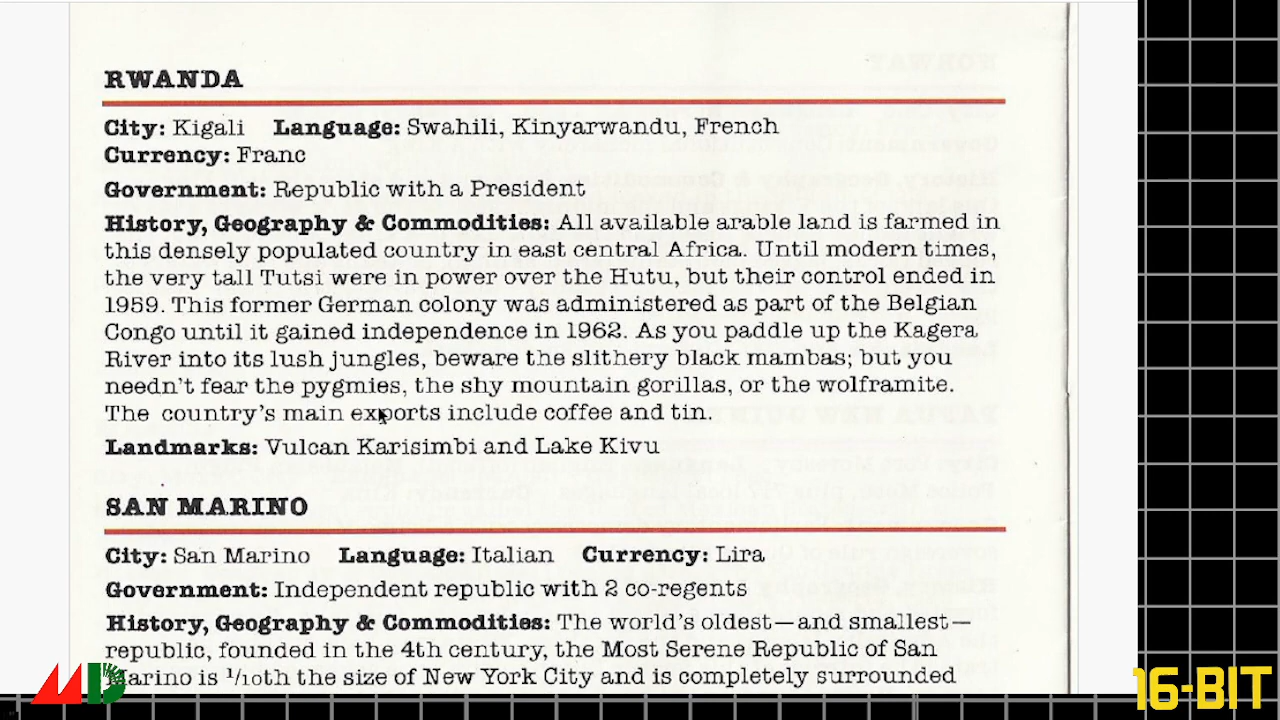 RWANDA
City: Kigali Language: Swahili, Kinyarwandu, French
Currency: Franc
Government: Republic with a President
History, Geography & Commodities: All available arable land is farmed in
this densely populated country in east central Africa. Until modern times,
the very tall Tutsi were in power over the Hutu, but their control ended in
1959. This former German colony was administered as part of the Belgian
Congo until it gained independence in 1962. As you paddle up the Kagera
River into its lush jungles, beware the slithery black mambas; but you
needn't fear the pygmies, the shy mountain gorillas, or the wolframite.
The country's main exports include coffee and tin.
Landmarks: Vulcan Karisimbi and Lake Kivu
SAN MARINO
City: San Marino Language: Italian Currency: Lira
Government: Independent republic with 2 co-regents
History, Geography & Commodities: The world's oldest—and smallest—
republic, founded in the 4th century, the Most Serene Republic of San
Marino is 1/10th the size of New York City and is completely surrounded
MD
16-BIT